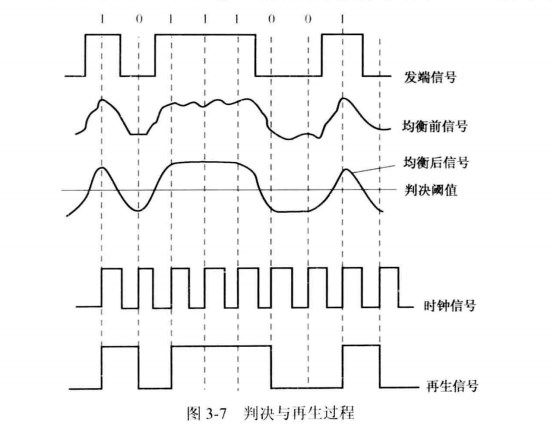 1 0 1 1 1 0 0 1
发端信号
均衡前信号
均衡后信号
判决阈值
时钟信号
再生信号
图 3-7 判决与再生过程